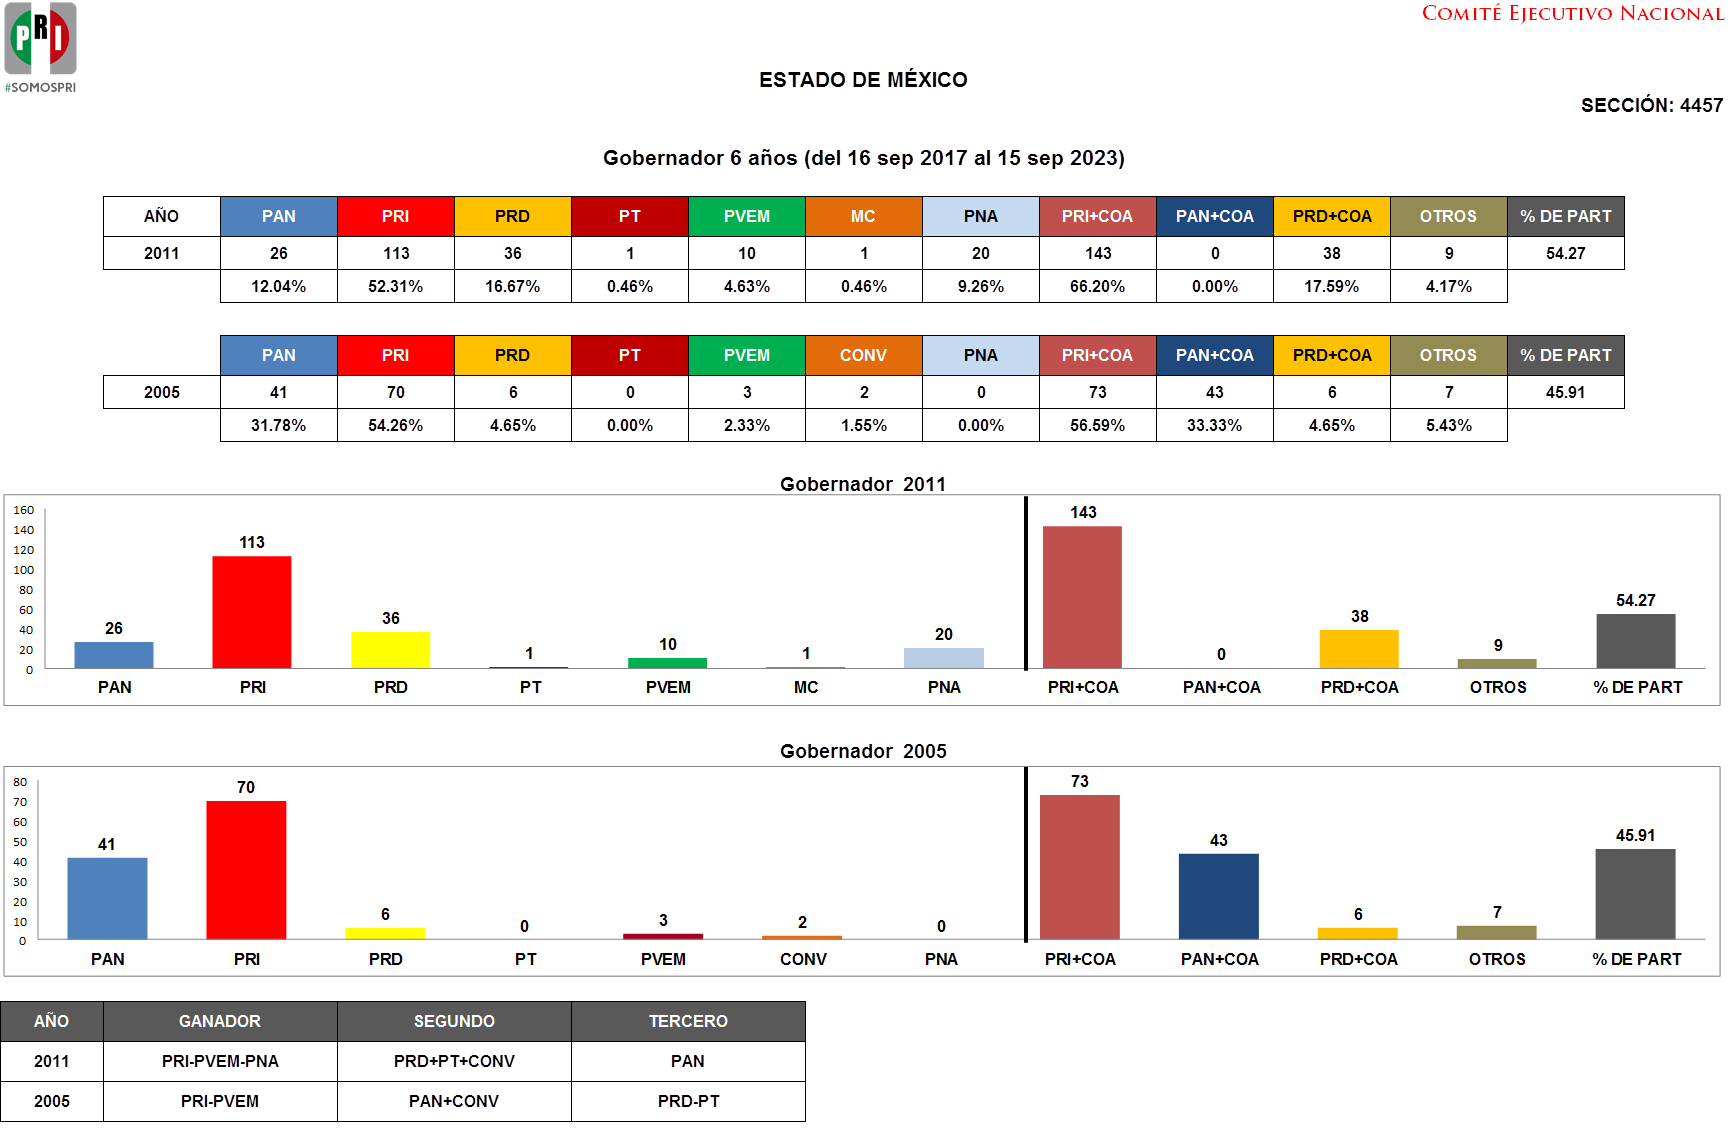 PRI
#SOMOSPRI
COMITÉ EJECUTIVO NACIONAL
ESTADO DE MÉXICO
SECCIÓN: 4457
Gobernador 6 años (del 16 sep 2017 al 15 sep 2023)
AÑO PAN PRI PRD PT PVEM MC PNA PRI+COA PAN+COA PRD+COA OTROS % DE PART
2011 26 113 36 1 10 1 20 143 0 38 9 54.27
12.04% 52.31% 16.67% 0.46% 4.63% 0.46% 9.26% 66.20% 0.00% 17.59% 4.17%
PAN PRI PRD PT PVEM CONV PNA PRI+COA PAN+COA PRD+COA OTROS % DE PART
2005 41 70 6 0 3 2 0 73 43 6 7 45.91
31.78% 54.26% 4.65% 0.00% 2.33% 1.55% 0.00% 56.59% 33.33% 4.65% 5.43%
Gobernador 2011
160
140
120
100
80
60
40
20
0
26 113 36 1 10 1 20 143 0 38 9 54.27
PAN PRI PRD PT PVEM MC PNA PRI+COA PAN+COA PRD+COA OTROS % DE PART
Gobernador 2005
80
70
60
50
40
30
20
10
0
41 70 6 0 3 2 0 73 43 6 7 45.91
PAN PRI PRD PT PVEM CONV PNA PRI+COA PAN+COA PRD+COA OTROS % DE PART
AÑO GANADOR SEGUNDO TERCERO
2011 PRI-PVEM-PNA PRD+PT+CONV PAN
2005 PRI-PVEM PAN+CONV PRD-PT